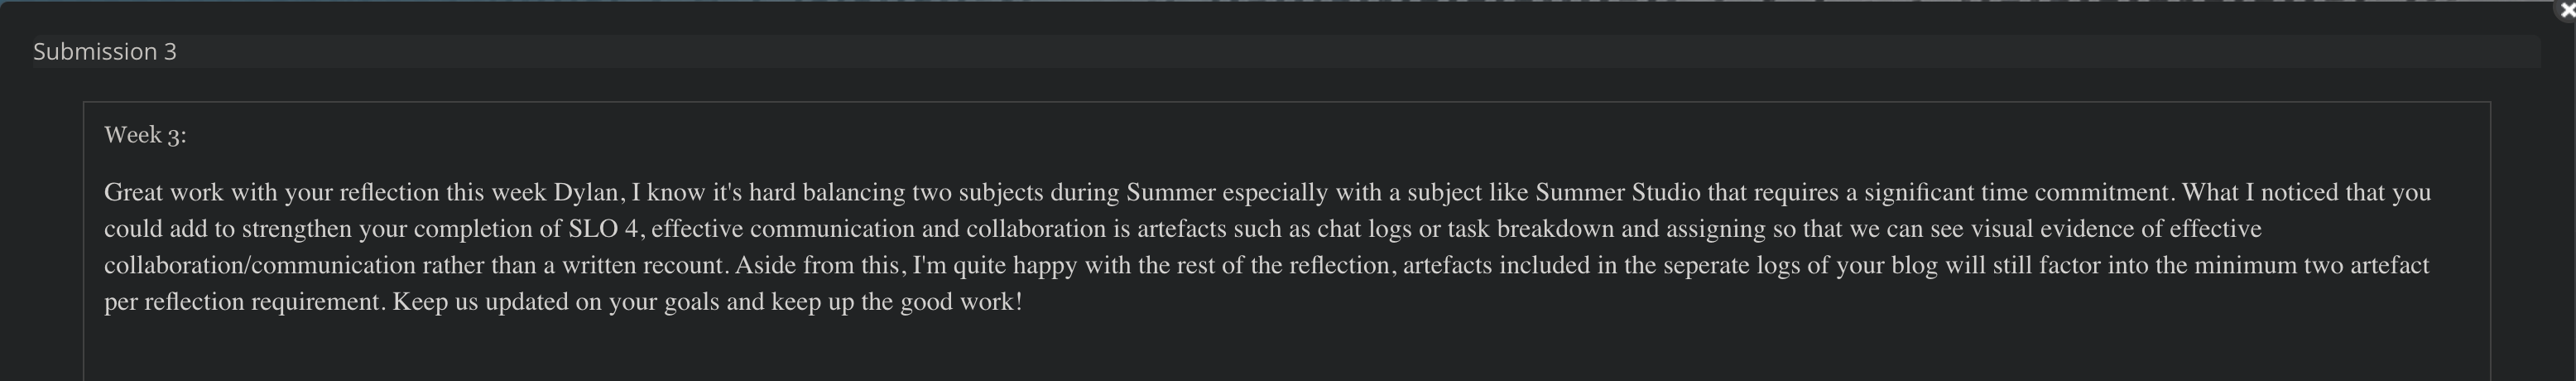 Submission 3
Week 3:
Great work with your reflection this week Dylan, I know it's hard balancing two subjects during Summer especially with a subject like Summer Studio that requires a significant time commitment. What I noticed that you
could add to strengthen your completion of SLO 4, effective communication and collaboration is artefacts such as chat logs or task breakdown and assigning so that we can see visual evidence of effective
collaboration/communication rather than a written recount. Aside from this, I'm quite happy with the rest of the reflection, artefacts included in the seperate logs of your blog will still factor into the minimum two artefact
per reflection requirement. Keep us updated on your goals and keep up the good work!